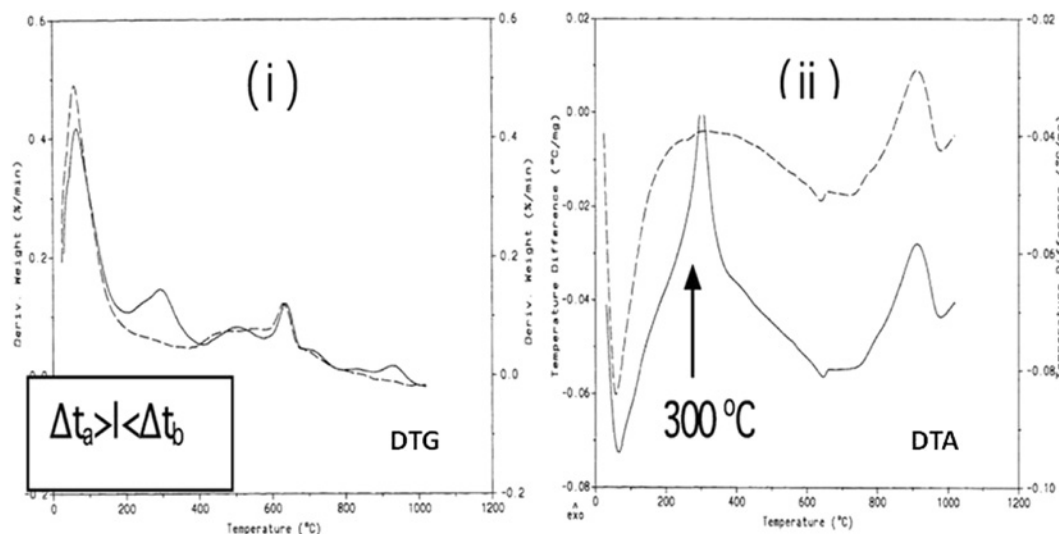 (i)
0.6
0.4
0.2
0.0
-0.2
Deriv. Weight (%/min)
0.6
0.4
0.2
0.0
-0.2
Deriv. Weight (%/min)
Δta>I<Δtb
DTG
0 200 400 600 800 1000 1200
Temperature (°C)
(ii)
0.02
0.00
-0.02
-0.04
-0.06
-0.08
Temperature Difference (°C/mg)
-0.02
-0.04
-0.06
-0.08
-0.10
300 °C
DTA
0 200 400 600 800 1000 1200
^
exo
Temperature (°C)